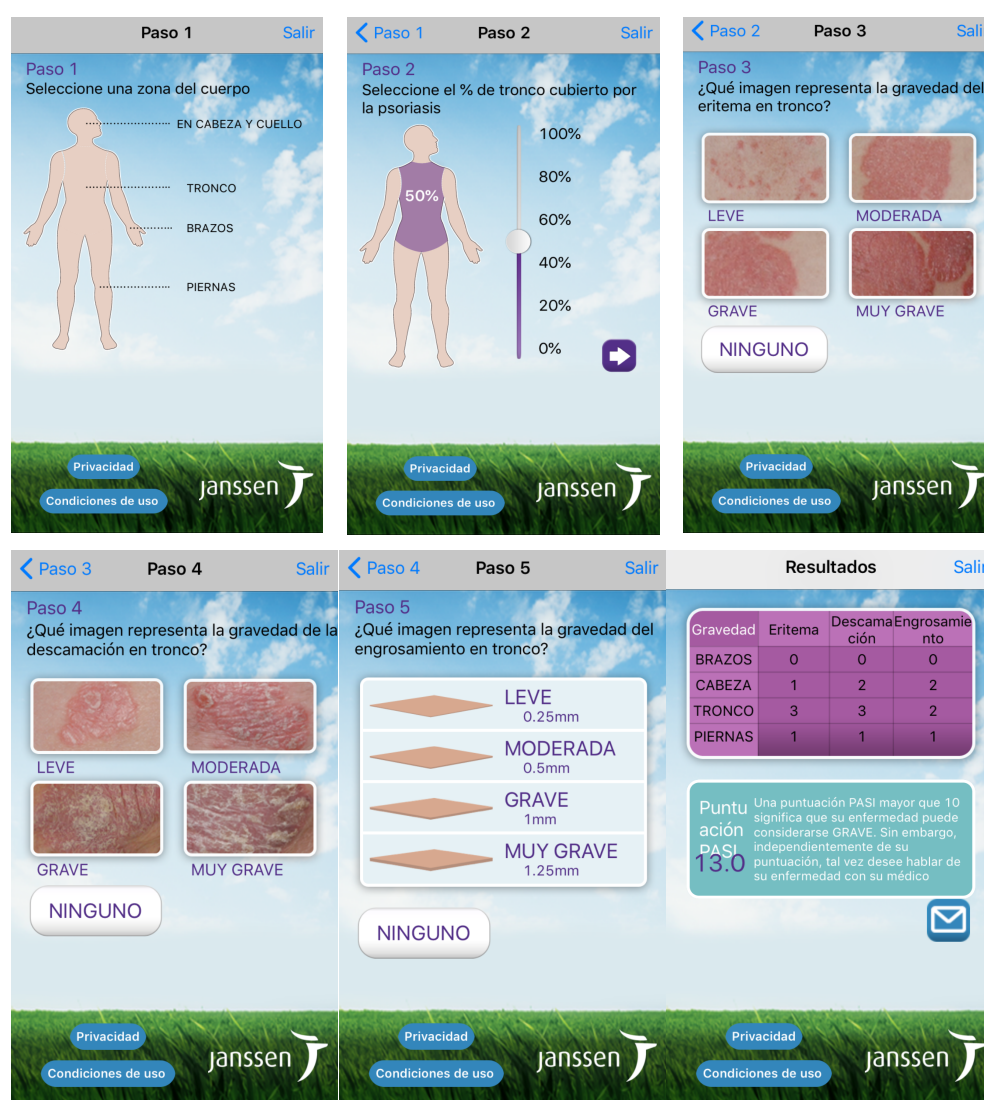 Paso 1
Salir
Paso 1
Seleccione una zona del cuerpo
EN CABEZA Y CUELLO
TRONCO
BRAZOS
PIERNAS
Privacidad
Condiciones de uso
janssen
Paso 1
Paso 2
Salir
Paso 2
Seleccione el % de tronco cubierto por
la psoriasis
50%
100%
80%
60%
40%
20%
0%
Privacidad
Condiciones de uso
janssen
Paso 2
Paso 3
Sali
Paso 3
¿Qué imagen representa la gravedad del
eritema en tronco?
LEVE
MODERADA
GRAVE
MUY GRAVE
NINGUNO
Privacidad
Condiciones de uso
janssen
Paso 3
Paso 4
Salir
Paso 4
¿Qué imagen representa la gravedad de la
descamación en tronco?
LEVE
MODERADA
GRAVE
MUY GRAVE
NINGUNO
Privacidad
Condiciones de uso
janssen
Paso 4
Paso 5
Salir
Paso 5
¿Qué imagen representa la gravedad del
engrosamiento en tronco?
LEVE
0.25mm
MODERADA
0.5mm
GRAVE
1mm
MUY GRAVE
1.25mm
NINGUNO
Privacidad
Condiciones de uso
janssen
Resultados
Salir
Gravedad Eritema Descama Engrosamie
ción nto
BRAZOS 0 0 0
CABEZA 1 2 2
TRONCO 3 3 2
PIERNAS 1 1 1
Puntu
ación
PASI
13.0
Una puntuación PASI mayor que 10
significa que su enfermedad puede
considerarse GRAVE. Sin embargo,
independientemente de su
puntuación, tal vez desee hablar de
su enfermedad con su médico
Privacidad
Condiciones de uso
janssen